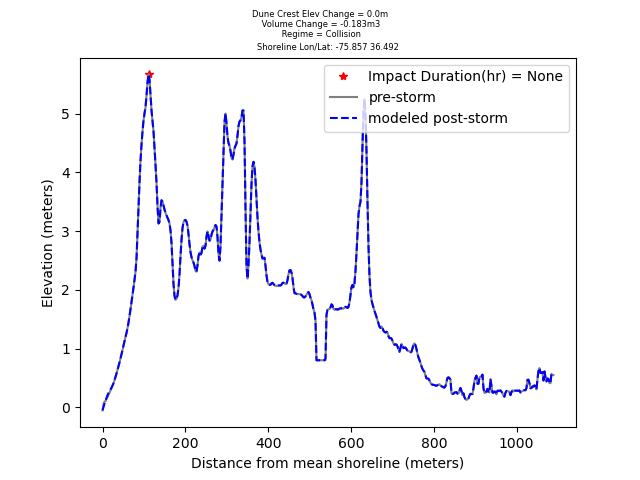 Dune Crest Elev Change = 0.0m
Volume Change = -0.183m3
Regime = Collision
Shoreline Lon/Lat: -75.857 36.492
Impact Duration(hr) = None
pre-storm
modeled post-storm
Elevation (meters)
5
4
3
2
1
0
0 200 400 600 800 1000
Distance from mean shoreline (meters)